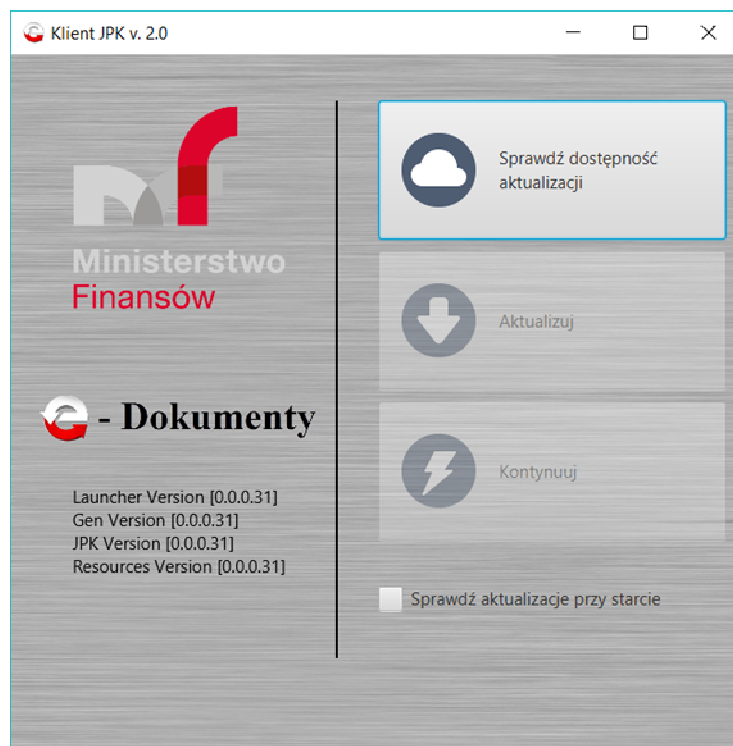 Klient JPK v. 2.0
Ministerstwo
Finansów
e - Dokumenty
Launcher Version [0.0.0.31]
Gen Version [0.0.0.31]
JPK Version [0.0.0.31]
Resources Version [0.0.0.31]
Sprawdź dostępność
aktualizacji
Aktualizuj
Kontynuuj
Sprawdź aktualizacje przy starcie